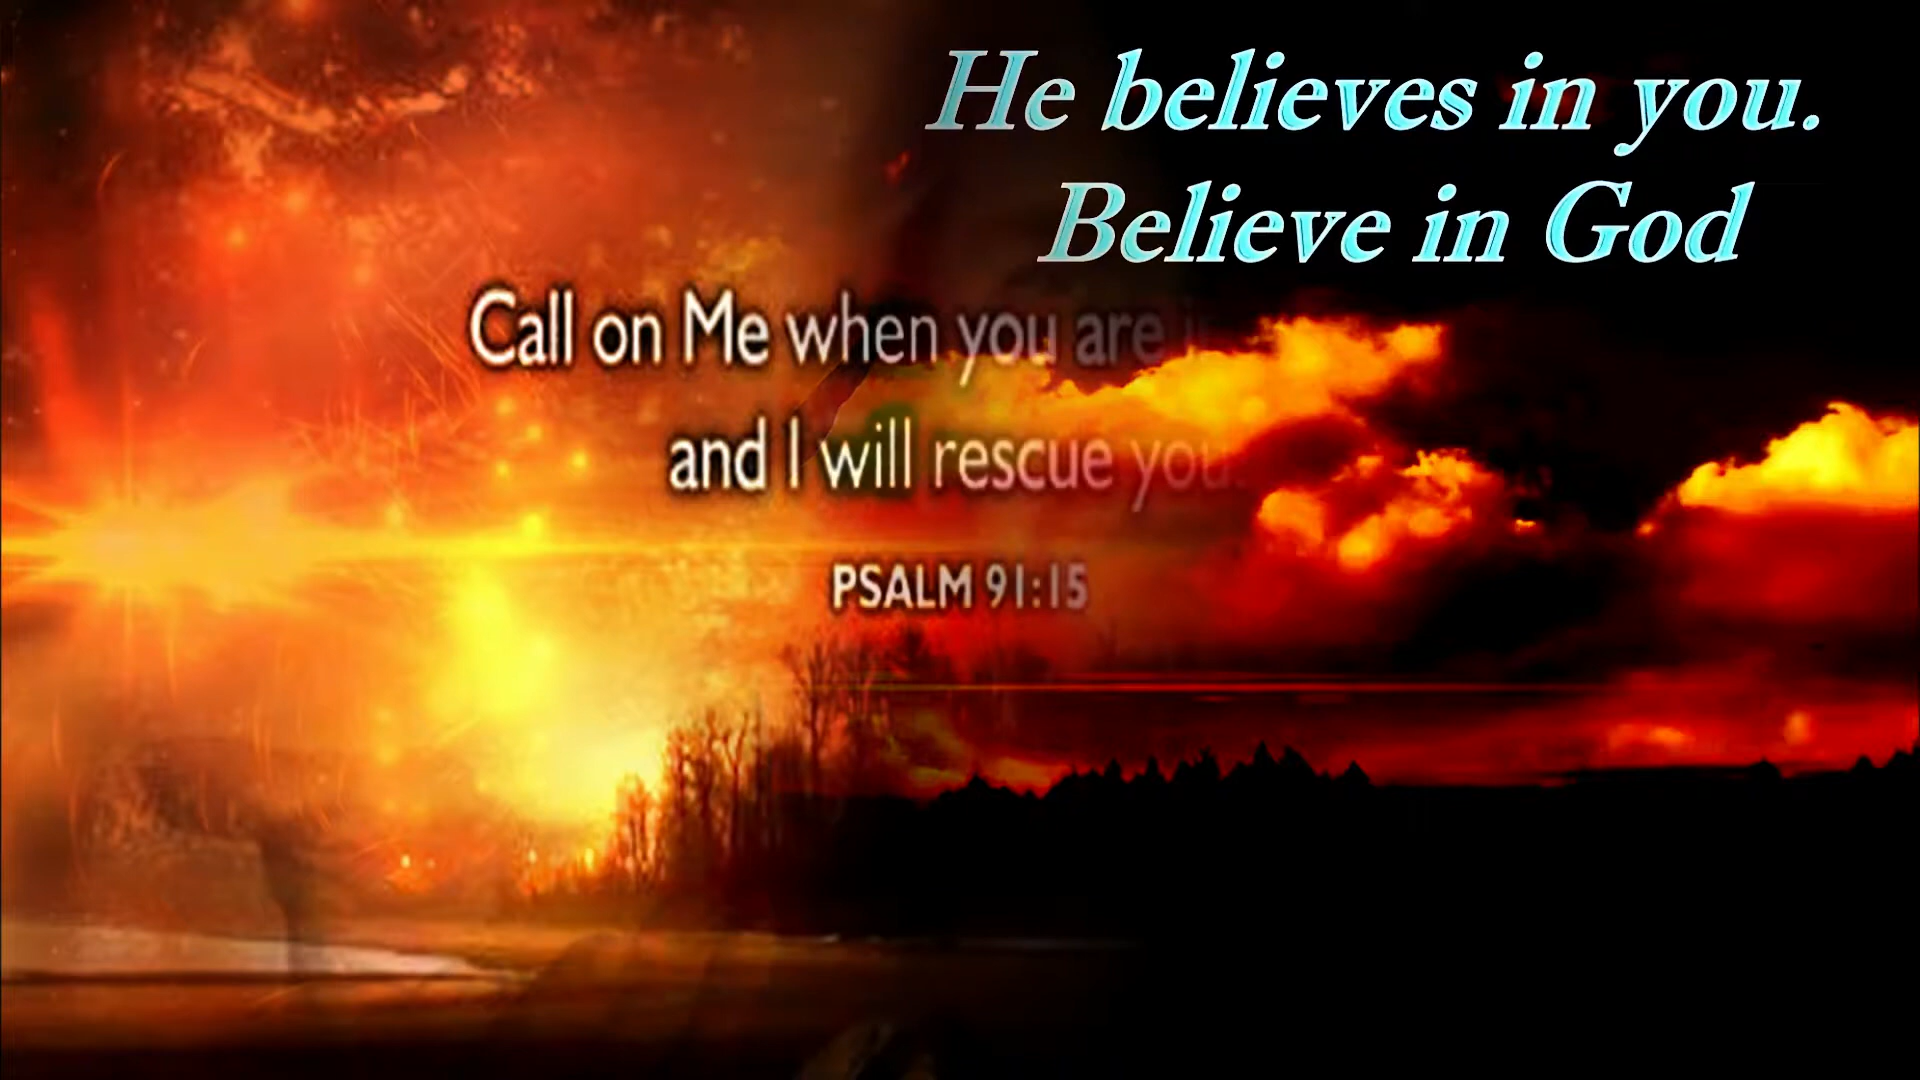 He believes in you.
Believe in God
Call on Me when you are
and I will rescue you.
PSALM 91:15